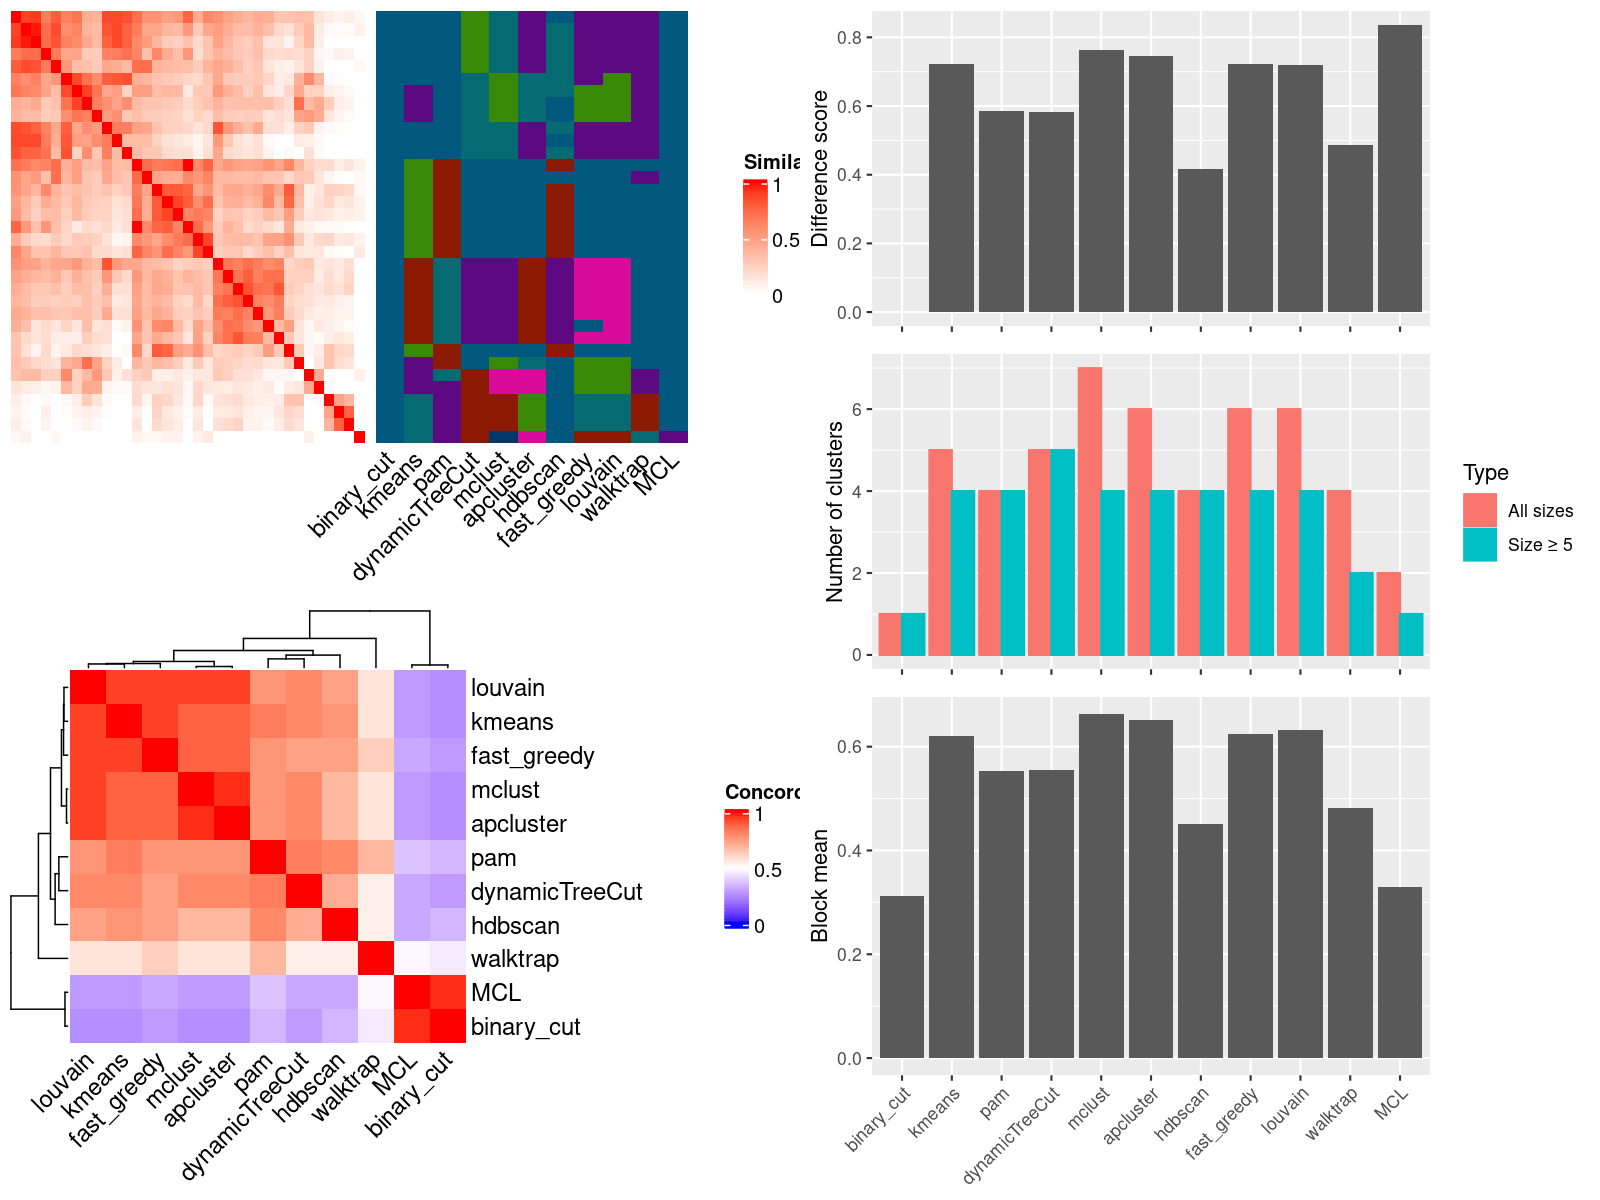 Simila
1
0.5
0
binary_cut
kmeans
pam
dynamicTreeCut
mclust
apcluster
hdbscan
fast_greedy
louvain
walktrap
MCL
louvain
kmeans
fast_greedy
mclust
apcluster
pam
dynamicTreeCut
hdbscan
walktrap
MCL
binary_cut
louvain
kmeans
fast_greedy
mclust
apcluster
pam
dynamicTreeCut
hdbscan
walktrap
MCL
binary_cut
Concord
1
0.5
0
Difference score
0.8
0.6
0.4
0.2
0.0
Number of clusters
6
4
2
0
Type
All sizes
Size ≥ 5
Block mean
0.6
0.4
0.2
0.0
binary_cut
kmeans
pam
dynamicTreeCut
mclust
apcluster
hdbscan
fast_greedy
louvain
walktrap
MCL